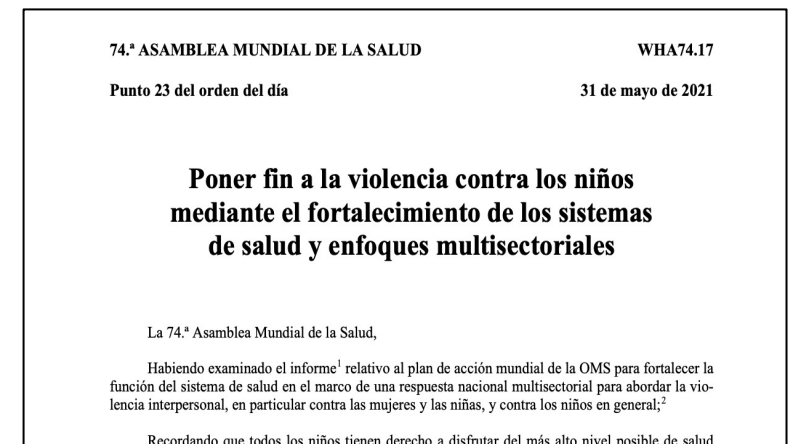 74.ª ASAMBLEA MUNDIAL DE LA SALUD WHA74.17
Punto 23 del orden del día 31 de mayo de 2021
Poner fin a la violencia contra los niños
mediante el fortalecimiento de los sistemas
de salud y enfoques multisectoriales
La 74.ª Asamblea Mundial de la Salud,
Habiendo examinado el informe¹ relativo al plan de acción mundial de la OMS para fortalecer la
función del sistema de salud en el marco de una respuesta nacional multisectorial para abordar la vio-
lencia interpersonal, en particular contra las mujeres y las niñas, y contra los niños en general;²
Recordando que todos los niños tienen derecho a disfrutar del más alto nivel posible de salud